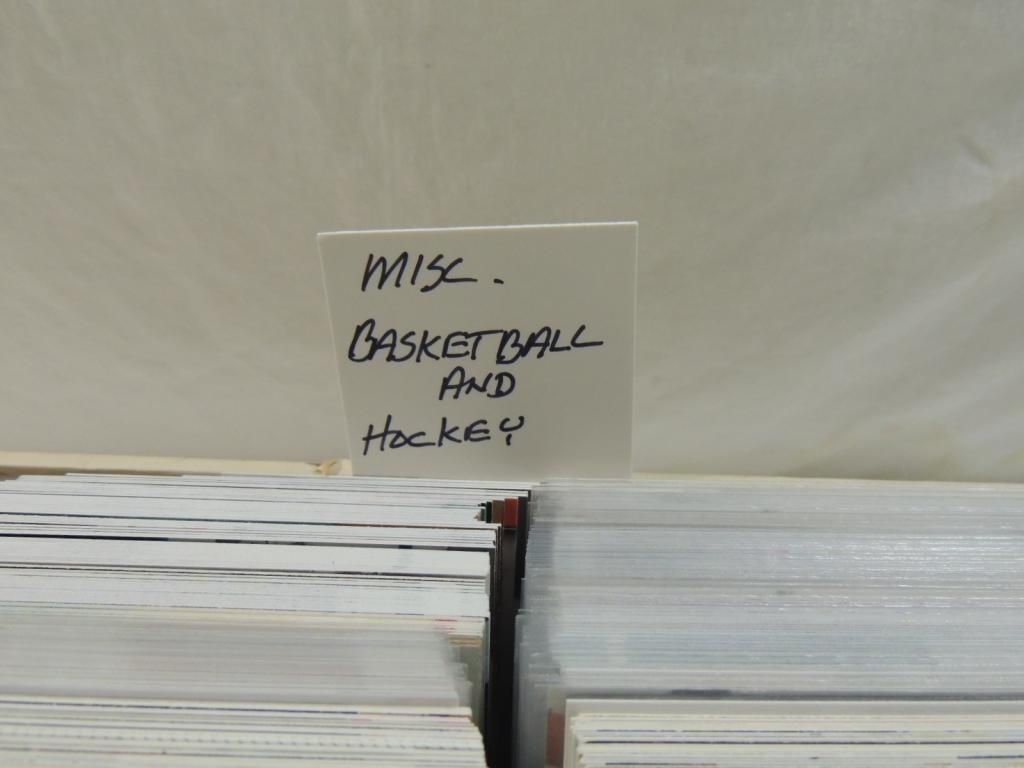 MISC.
BASKETBALL
AND
HOCKEY